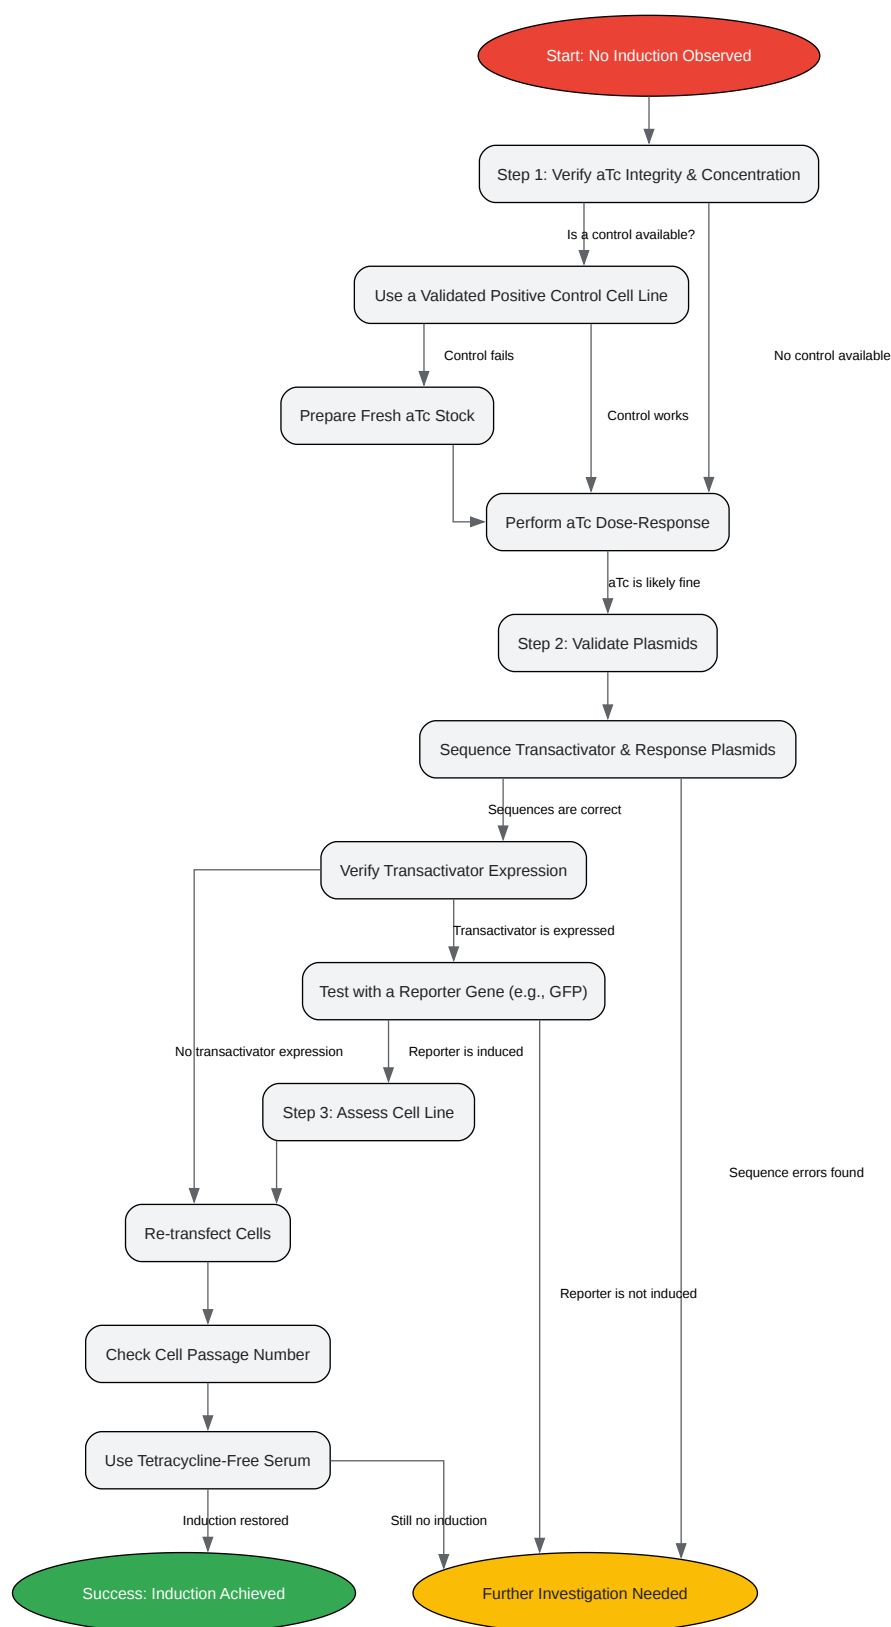 Start: No Induction Observed
Step 1: Verify aTc Integrity & Concentration
Is a control available?
Use a Validated Positive Control Cell Line
Control fails
No control available
Prepare Fresh aTc Stock
Control works
Perform aTc Dose-Response
aTc is likely fine
Step 2: Validate Plasmids
Sequence Transactivator & Response Plasmids
Sequences are correct
Verify Transactivator Expression
Transactivator is expressed
Test with a Reporter Gene (e.g., GFP)
No transactivator expression
Reporter is induced
Step 3: Assess Cell Line
Sequence errors found
Re-transfect Cells
Reporter is not induced
Check Cell Passage Number
Use Tetracycline-Free Serum
Induction restored
Still no induction
Success: Induction Achieved
Further Investigation Needed